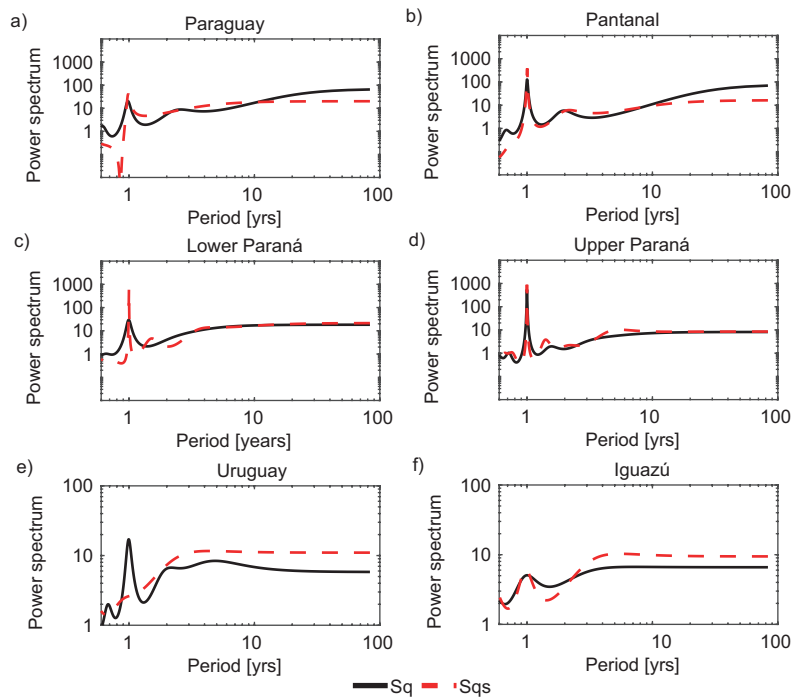 a)
Paraguay
Power spectrum
1000
100
10
1
1
10
100
Period [yrs]
b)
Pantanal
Power spectrum
1000
100
10
1
1
10
100
Period [yrs]
c)
Lower Paraná
Power spectrum
1000
100
10
1
1
10
100
Period [years]
d)
Upper Paraná
Power spectrum
1000
100
10
1
1
10
100
Period [yrs]
e)
Uruguay
Power spectrum
100
10
1
1
10
100
Period [yrs]
f)
Iguazú
Power spectrum
100
10
1
1
10
100
Period [yrs]
Sq
Sqs